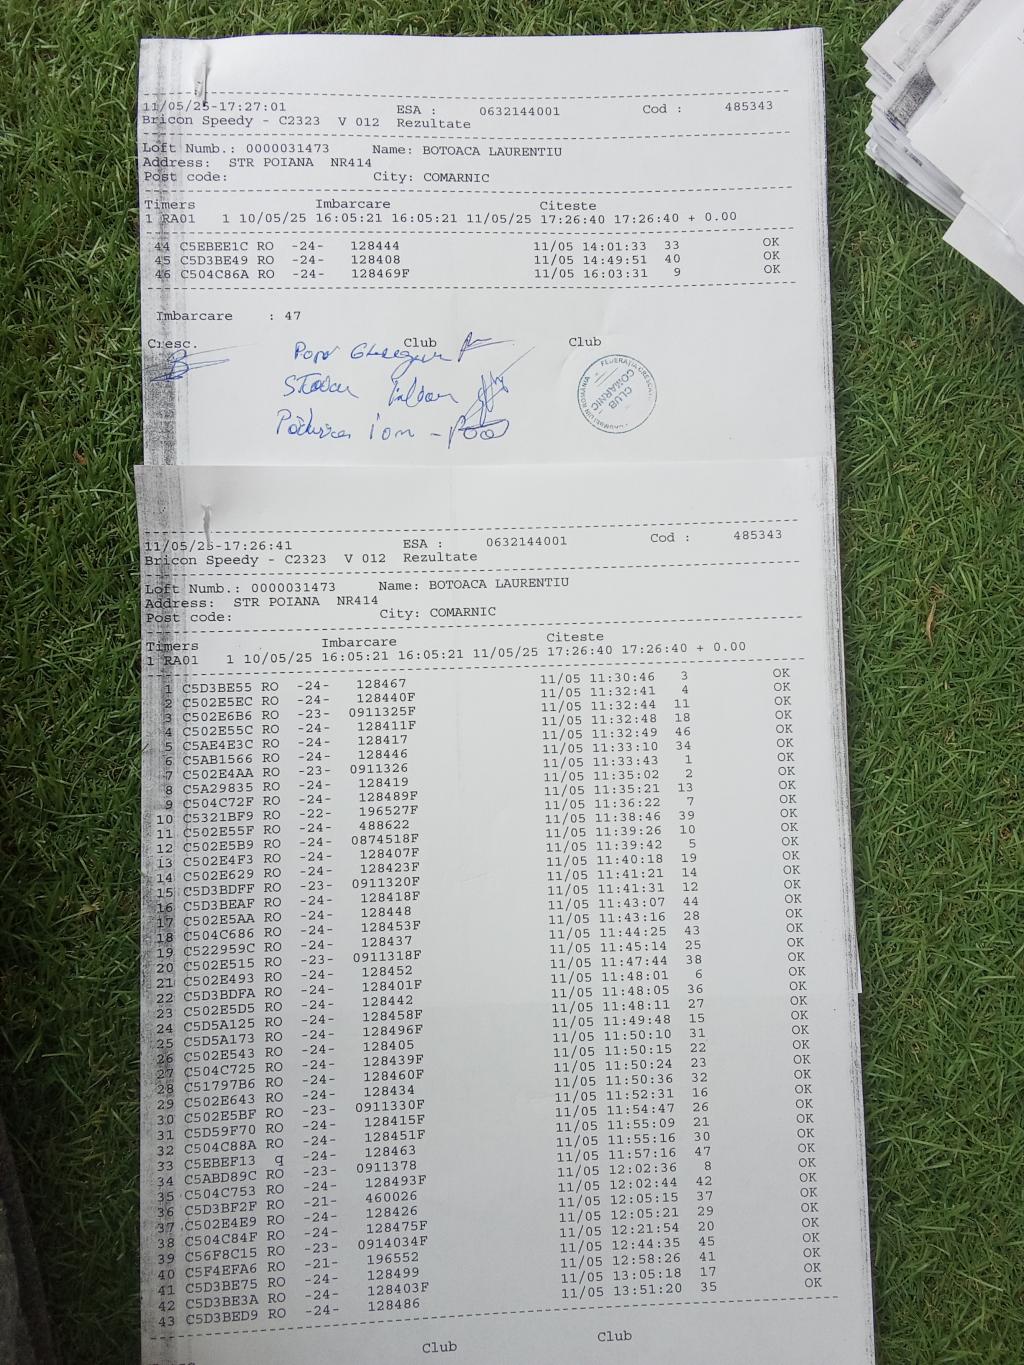 11/05/25-17:27:01 ESA : 0632144001 Cod : 485343
Bricon Speedy - C2323 V 012 Rezultate
Loft Numb.: 0000031473 Name: BOTOACA LAURENTIU
Address: STR POIANA NR414
Post code: City: COMARNIC
Timers Imbarcare Citeste
1 RA01 1 10/05/25 16:05:21 16:05:21 11/05/25 17:26:40 17:26:40 + 0.00
44 C5EBEE1C RO -24- 128444 11/05 14:01:33 33 OK
45 C5D3BE49 RO -24- 128408 11/05 14:49:51 40 OK
46 C504C86A RO -24- 128469F 11/05 16:03:31 9 OK
Imbarcare : 47
Cresc. Club Club
CLUB COMARNIC
11/05/25-17:26:41 ESA : 0632144001 Cod : 485343
Bricon Speedy - C2323 V 012 Rezultate
Loft Numb.: 0000031473 Name: BOTOACA LAURENTIU
Address: STR POIANA NR414
Post code: City: COMARNIC
Timers Imbarcare Citeste
1 RA01 1 10/05/25 16:05:21 16:05:21 11/05/25 17:26:40 17:26:40 + 0.00
1 C5D3BE55 RO -24- 128467 11/05 11:30:46 3 OK
2 C502E5EC RO -24- 128440F 11/05 11:32:41 4 OK
3 C502E6B6 RO -23- 0911325F 11/05 11:32:44 11 OK
4 C502E55C RO -24- 128411F 11/05 11:32:48 18 OK
5 C5AE4E3C RO -24- 128417 11/05 11:32:49 46 OK
6 C5AB1566 RO -24- 128446 11/05 11:33:10 34 OK
7 C502E4AA RO -23- 0911326 11/05 11:33:43 1 OK
8 C5A29835 RO -24- 128419 11/05 11:35:02 2 OK
9 C504C72F RO -24- 128489F 11/05 11:35:21 13 OK
10 C5321BF9 RO -22- 196527F 11/05 11:36:22 7 OK
11 C502E55F RO -24- 488622 11/05 11:38:46 39 OK
12 C502E5B9 RO -24- 0874518F 11/05 11:39:26 10 OK
13 C502E4F3 RO -24- 128407F 11/05 11:39:42 5 OK
14 C502E629 RO -24- 128423F 11/05 11:40:18 19 OK
15 C5D3BDFF RO -23- 0911320F 11/05 11:41:21 14 OK
16 C5D3BEAF RO -24- 128418F 11/05 11:41:31 12 OK
17 C502E5AA RO -24- 128448 11/05 11:43:07 44 OK
18 C504C686 RO -24- 128453F 11/05 11:43:16 28 OK
19 C522959C RO -24- 128437 11/05 11:44:25 43 OK
20 C502E515 RO -23- 0911318F 11/05 11:45:14 25 OK
21 C502E493 RO -24- 128452 11/05 11:47:44 38 OK
22 C5D3BDFA RO -24- 128401F 11/05 11:48:01 6 OK
23 C502E5D5 RO -24- 128442 11/05 11:48:05 36 OK
24 C5D5A125 RO -24- 128458F 11/05 11:48:11 27 OK
25 C5D5A173 RO -24- 128496F 11/05 11:49:48 15 OK
26 C502E543 RO -24- 128405 11/05 11:50:10 31 OK
27 C504C725 RO -24- 128439F 11/05 11:50:15 22 OK
28 C51797B6 RO -24- 128460F 11/05 11:50:24 23 OK
29 C502E643 RO -24- 128434 11/05 11:50:36 32 OK
30 C502E5BF RO -23- 0911330F 11/05 11:52:31 16 OK
31 C5D59F70 RO -24- 128415F 11/05 11:54:47 26 OK
32 C504C88A RO -24- 128451F 11/05 11:55:09 21 OK
33 C5EBEF13 q -24- 128463 11/05 11:55:16 30 OK
34 C5ABD89C RO -23- 0911378 11/05 11:57:16 47 OK
35 C504C753 RO -24- 128493F 11/05 12:02:36 8 OK
36 C5D3BF2F RO -21- 460026 11/05 12:02:44 42 OK
37 C502E4E9 RO -24- 128426 11/05 12:05:15 37 OK
38 C504C84F RO -24- 128475F 11/05 12:05:21 29 OK
39 C56F8C15 RO -23- 0914034F 11/05 12:21:54 20 OK
40 C5F4EFA6 RO -21- 196552 11/05 12:44:35 45 OK
41 C5D3BE75 RO -24- 128499 11/05 12:58:26 41 OK
42 C5D3BE3A RO -24- 128403F 11/05 13:05:18 17 OK
43 C5D3BED9 RO -24- 128486 11/05 13:51:20 35 OK
Club Club